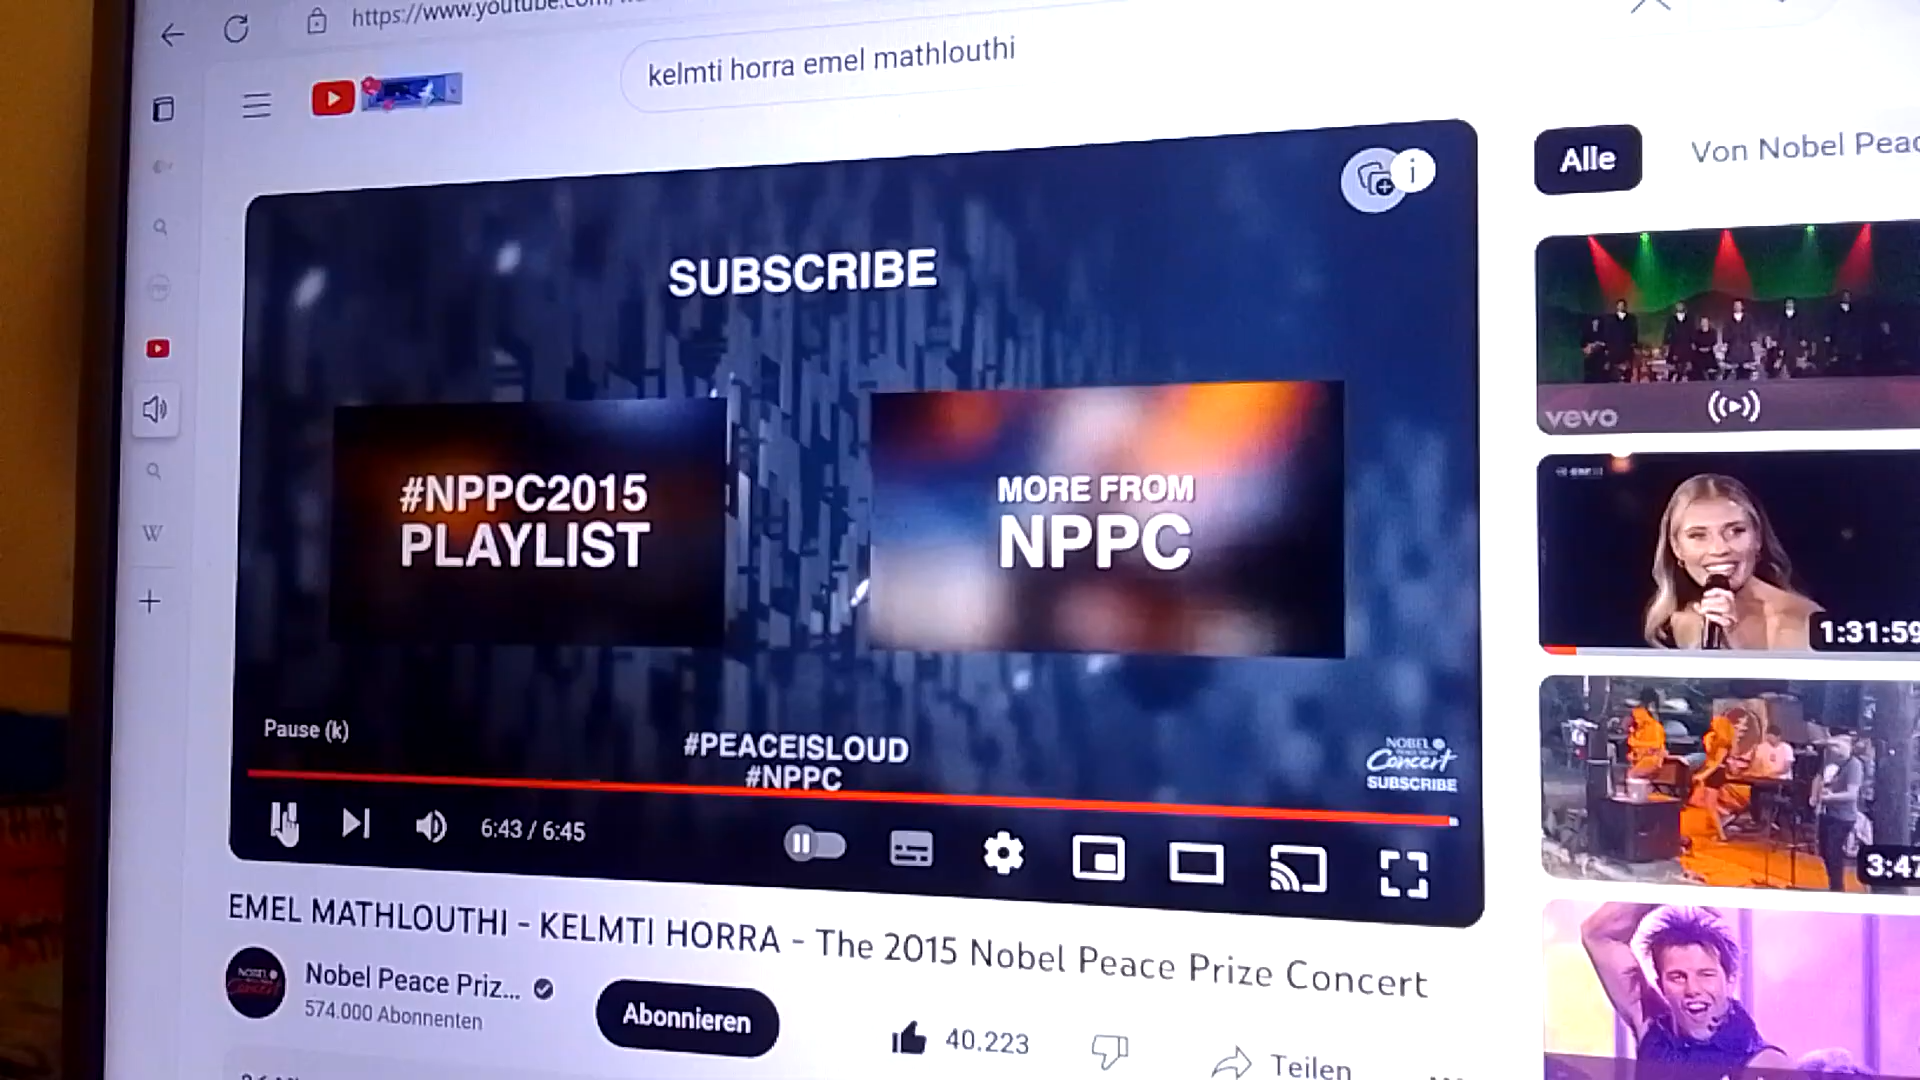 https://www.youtube.com/
kelmti horra emel mathlouthi
Alle
Von Nobel Peac
SUBSCRIBE
#NPPC2015
PLAYLIST
MORE FROM
NPPC
vevo
1:31:59
Pause (k)
#PEACEISLOUD
#NPPC
NOBEL
Concert
SUBSCRIBE
6:43 / 6:45
3:47
W
EMEL MATHLOUTHI - KELMTI HORRA - The 2015 Nobel Peace Prize Concert
Nobel Peace Priz...
574.000 Abonnenten
Abonnieren
40.223
Teilen